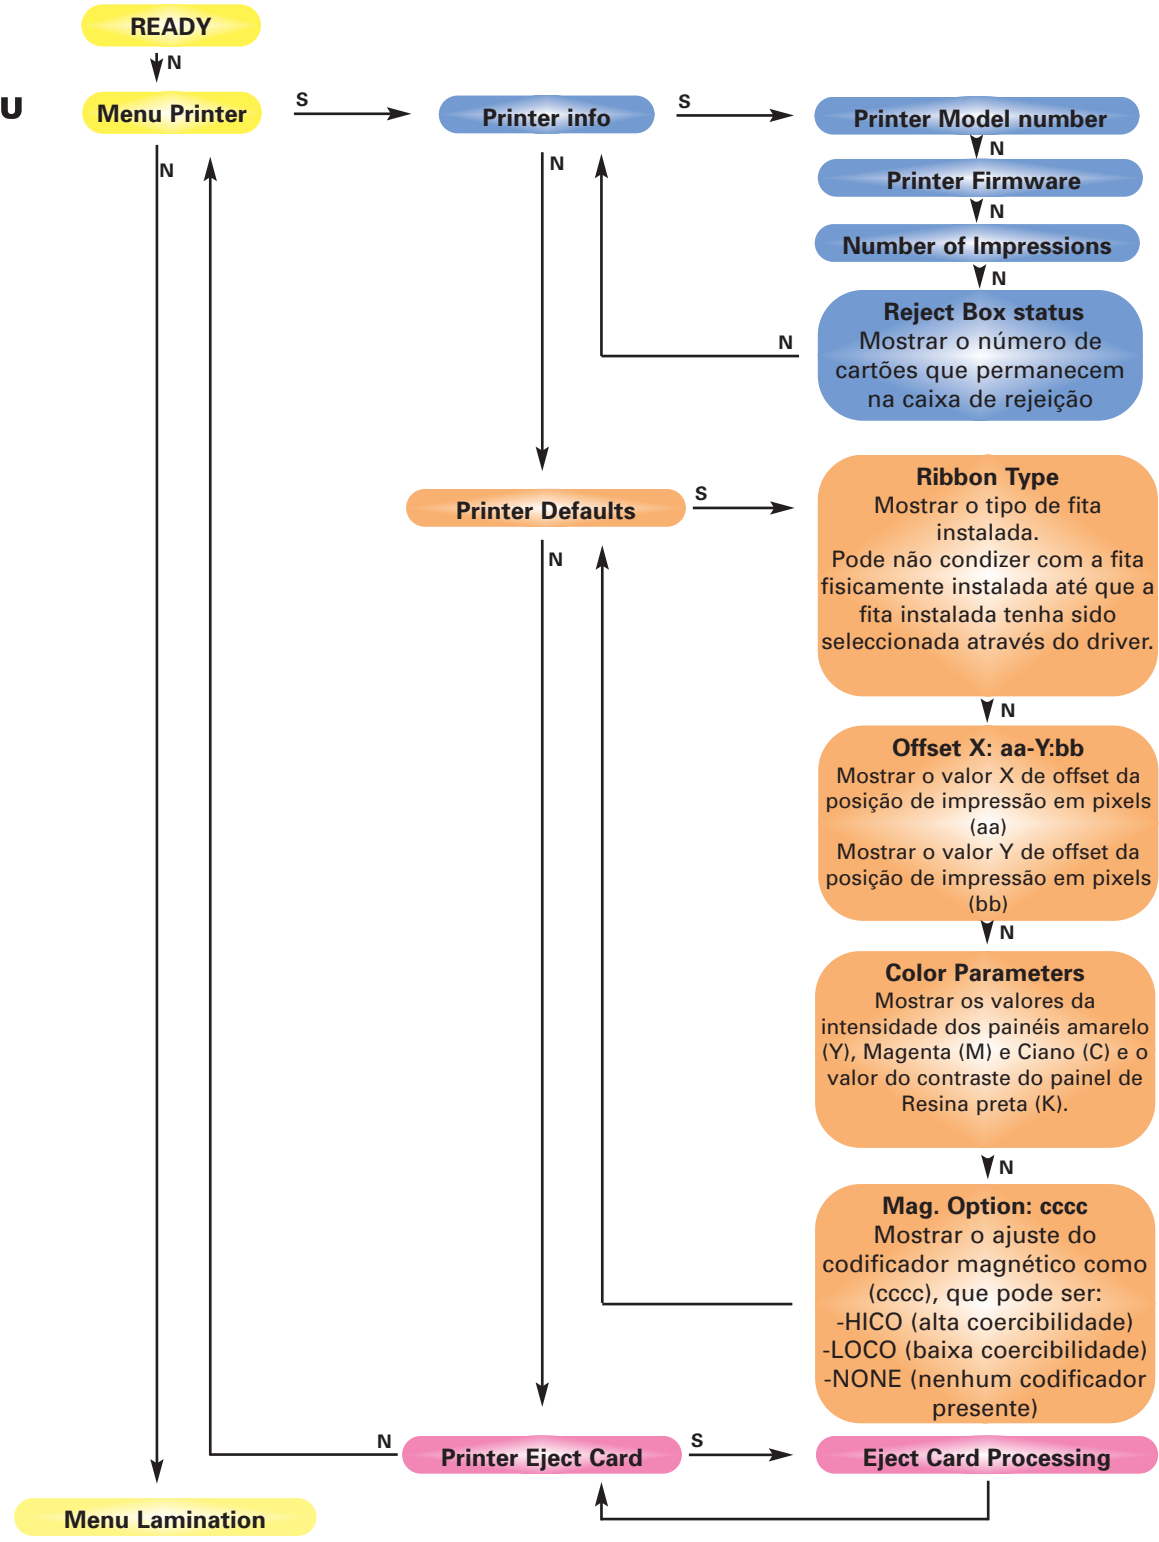 READY
N
U
Menu Printer
S
Printer info
S
Printer Model number
N
Printer Firmware
N
Number of Impressions
N
Reject Box status
Mostrar o número de
cartões que permanecem
na caixa de rejeição
N
N
N
Printer Defaults
S
Ribbon Type
Mostrar o tipo de fita
instalada.
Pode não condizer com a fita
fisicamente instalada até que a
fita instalada tenha sido
seleccionada através do driver.
N
N
Offset X: aa-Y:bb
Mostrar o valor X de offset da
posição de impressão em pixels
(aa)
Mostrar o valor Y de offset da
posição de impressão em pixels
(bb)
N
Color Parameters
Mostrar os valores da
intensidade dos painéis amarelo
(Y), Magenta (M) e Ciano (C) e o
valor do contraste do painel de
Resina preta (K).
N
Mag. Option: cccc
Mostrar o ajuste do
codificador magnético como
(cccc), que pode ser:
-HICO (alta coercibilidade)
-LOCO (baixa coercibilidade)
-NONE (nenhum codificador
presente)
N
Printer Eject Card
S
Eject Card Processing
Menu Lamination